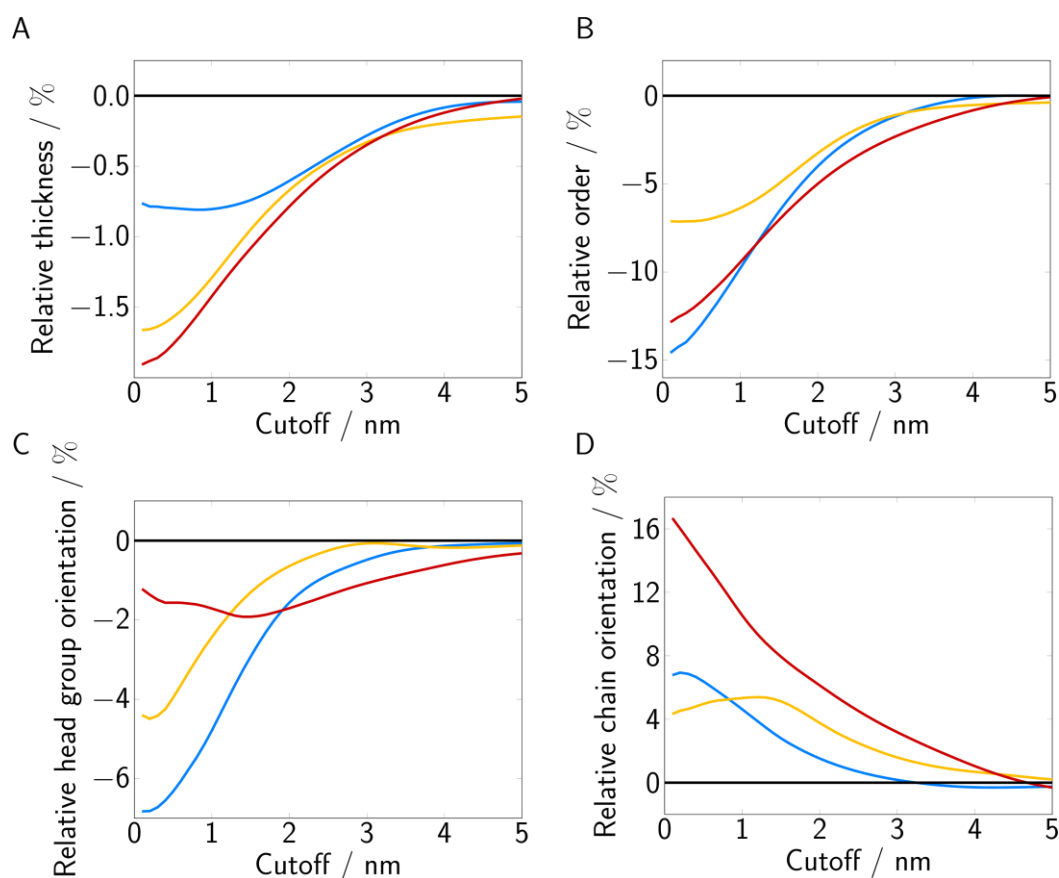 A
Relative thickness / %
0.0
−0.5
−1.0
−1.5
0 1 2 3 4 5
Cutoff / nm
B
Relative order / %
0
−5
−10
−15
0 1 2 3 4 5
Cutoff / nm
C
Relative head group orientation / %
0
−2
−4
−6
0 1 2 3 4 5
Cutoff / nm
D
Relative chain orientation / %
16
12
8
4
0
0 1 2 3 4 5
Cutoff / nm